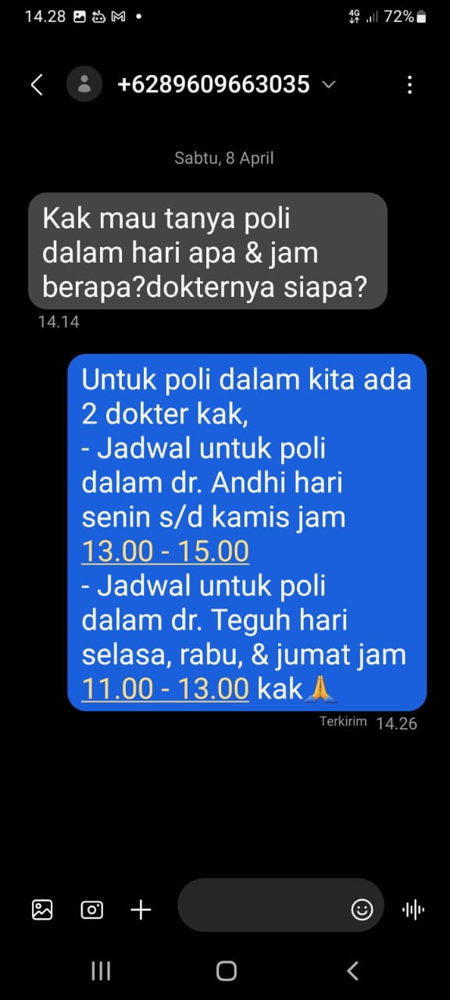 14.28
4G 72%
+6289609663035
Sabtu, 8 April
Kak mau tanya poli
dalam hari apa & jam
berapa?dokternya siapa?
14.14
Untuk poli dalam kita ada
2 dokter kak,
- Jadwal untuk poli
dalam dr. Andhi hari
senin s/d kamis jam
13.00 - 15.00
- Jadwal untuk poli
dalam dr. Teguh hari
selasa, rabu, & jumat jam
11.00 - 13.00 kak🙏
Terkirim 14.26